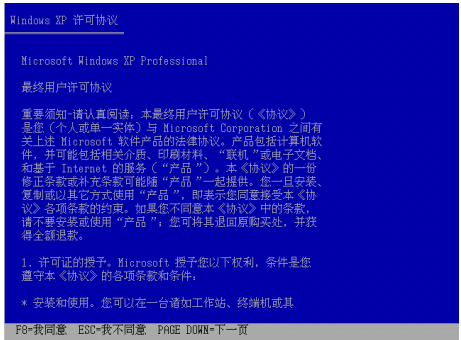 Windows XP 许可协议
Microsoft Windows XP Professional
最终用户许可协议
重要须知-请认真阅读：本最终用户许可协议（《协议》）
是您（个人或单一实体）与 Microsoft Corporation 之间有
关上述 Microsoft 软件产品的法律协议。产品包括计算机软
件，并可能包括相关介质、印刷材料、“联机”或电子文档、
和基于 Internet 的服务（“产品”）。本《协议》的一份
修正条款或补充条款可能随“产品”一起提供。您一旦安装、
复制或以其它方式使用“产品”，即表示您同意接受本《协
议》各项条款的约束。如果您不同意本《协议》中的条款，
请不要安装或使用“产品”；您可将其退回原购买处，并获
得全额退款。
1. 许可证的授予。Microsoft 授予您以下权利，条件是您
遵守本《协议》的各项条款和条件：
* 安装和使用。您可以在一台诸如工作站、终端机或其
F8=我同意 ESC=我不同意 PAGE DOWN=下一页